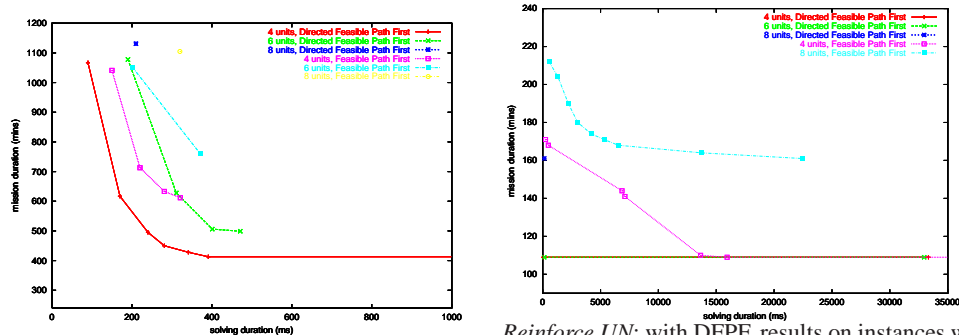 1200
1100
1000
900
800
700
600
500
400
300
mission duration (mins)
0
200
400
600
800
1000
solving duration (ms)
4 units, Directed Feasible Path First
6 units, Directed Feasible Path First
8 units, Directed Feasible Path First
4 units, Feasible Path First
6 units, Feasible Path First
units, Feasible Path First
220
200
180
160
140
120
100
mission duration (mins)
0
5000
10000
15000
20000
25000
30000
35000
solving duration (ms)
4 units, Directed Feasible Path First
6 units, Directed Feasible Path First
8 units, Directed Feasible Path First
4 units, Feasible Path First
8 units, Feasible Path First
Reinforce UN: with DFPF, results on instances